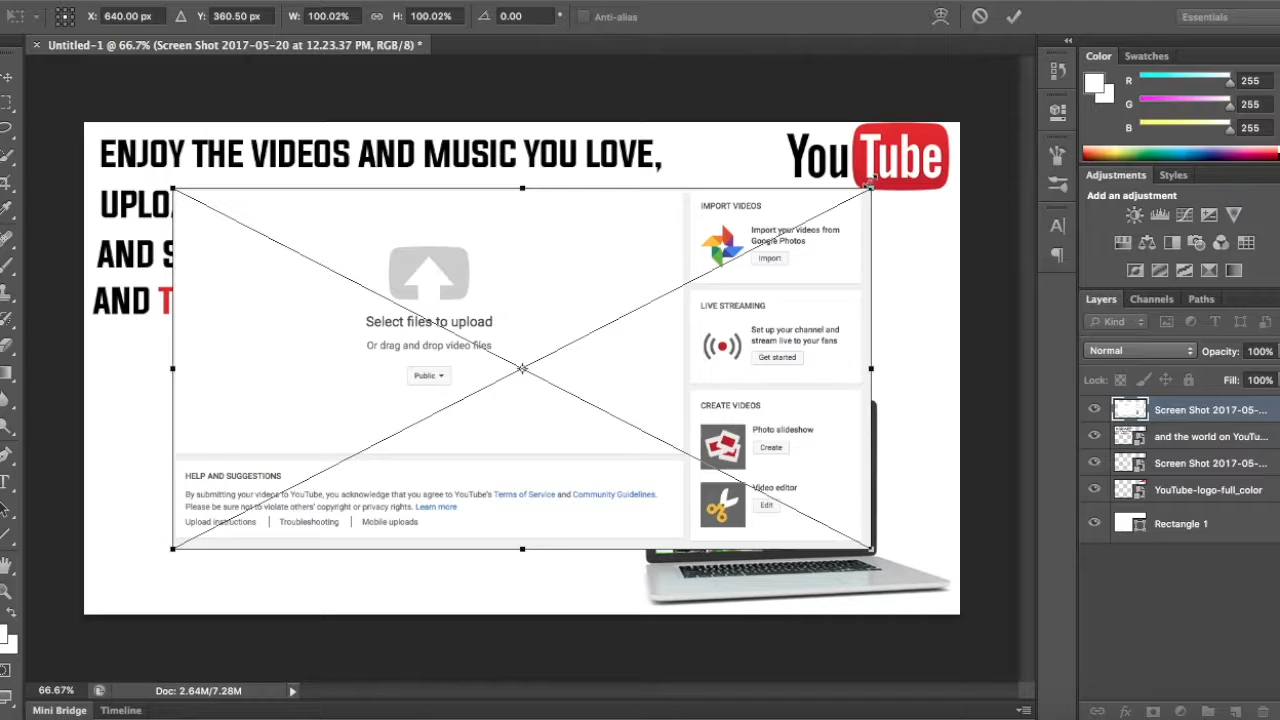 X: 640.00 px Y: 360.50 px W: 100.02% H: 100.02% 0.00 ° Anti-alias Essentials
× Untitled-1 @ 66.7% (Screen Shot 2017-05-20 at 12.23.37 PM, RGB/8) *
Color Swatches
R 255
G 255
B 255
ENJOY THE VIDEOS AND MUSIC YOU LOVE,
YouTube
UPLOA
AND S
AND T
IMPORT VIDEOS
Import your videos from
Google Photos
Import
Select files to upload
Or drag and drop video files
Public
LIVE STREAMING
Set up your channel and
stream live to your fans
Get started
CREATE VIDEOS
Photo slideshow
Create
Video editor
Edit
HELP AND SUGGESTIONS
By submitting your videos to YouTube, you acknowledge that you agree to YouTube's Terms of Service and Community Guidelines.
Please be sure not to violate others' copyright or privacy rights. Learn more
Upload instructions | Troubleshooting | Mobile uploads
Adjustments Styles
Add an adjustment
Layers Channels Paths
Kind
Normal Opacity: 100%
Lock: Fill: 100%
Screen Shot 2017-05-...
and the world on YouTu...
Screen Shot 2017-05-...
YouTube-logo-full_color
Rectangle 1
66.67% Doc: 2.64M/7.28M
Mini Bridge Timeline